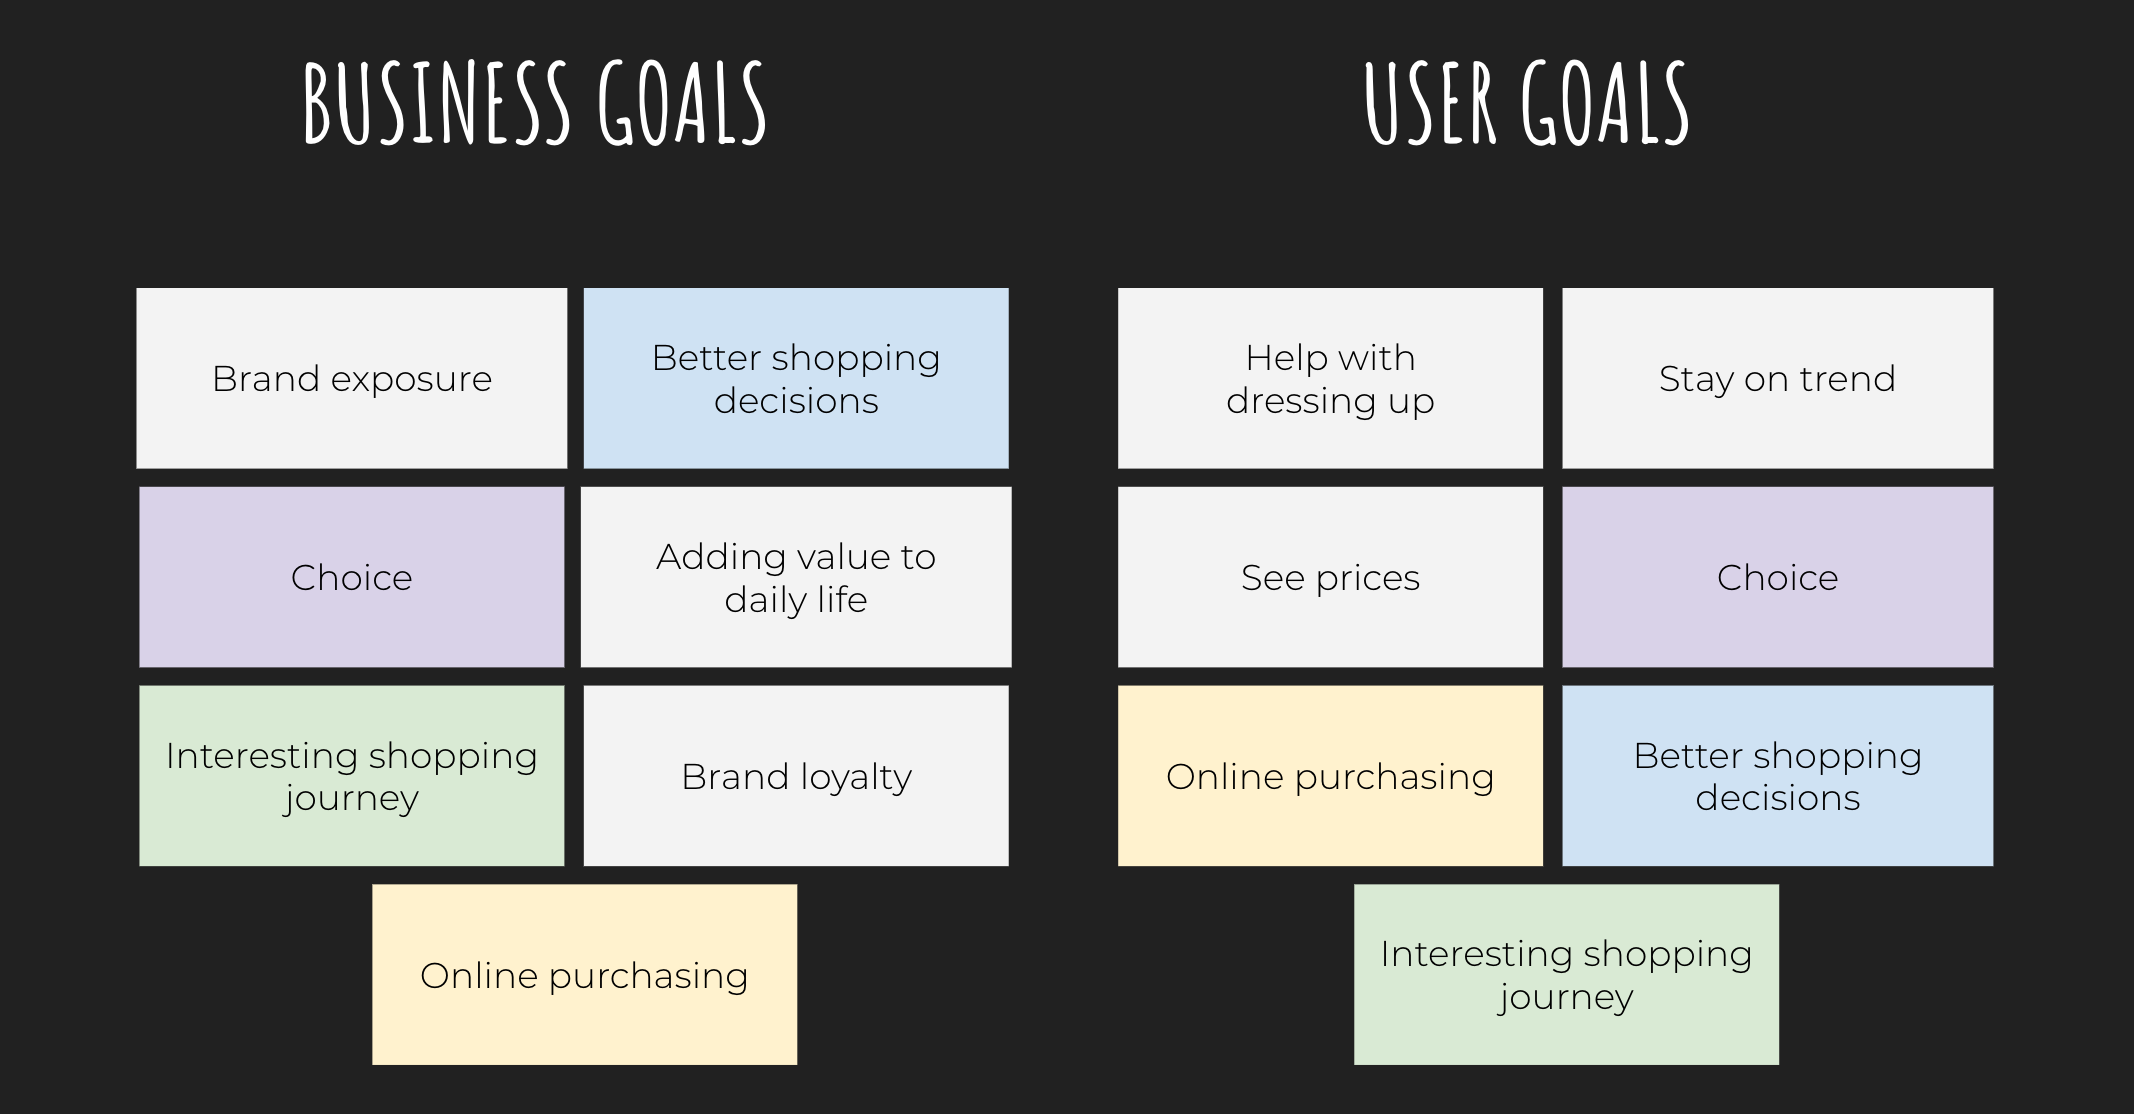 BUSINESS GOALS
Brand exposure
Better shopping
decisions
Choice
Adding value to
daily life
Interesting shopping
journey
Brand loyalty
Online purchasing
USER GOALS
Help with
dressing up
Stay on trend
See prices
Choice
Online purchasing
Better shopping
decisions
Interesting shopping
journey